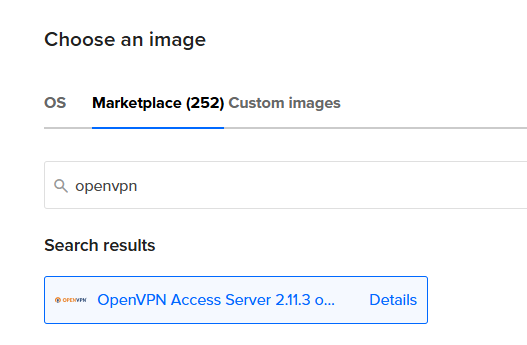 Choose an image
OS Marketplace (252) Custom images
openvpn
Search results
OPENVPN OpenVPN Access Server 2.11.3 o... Details